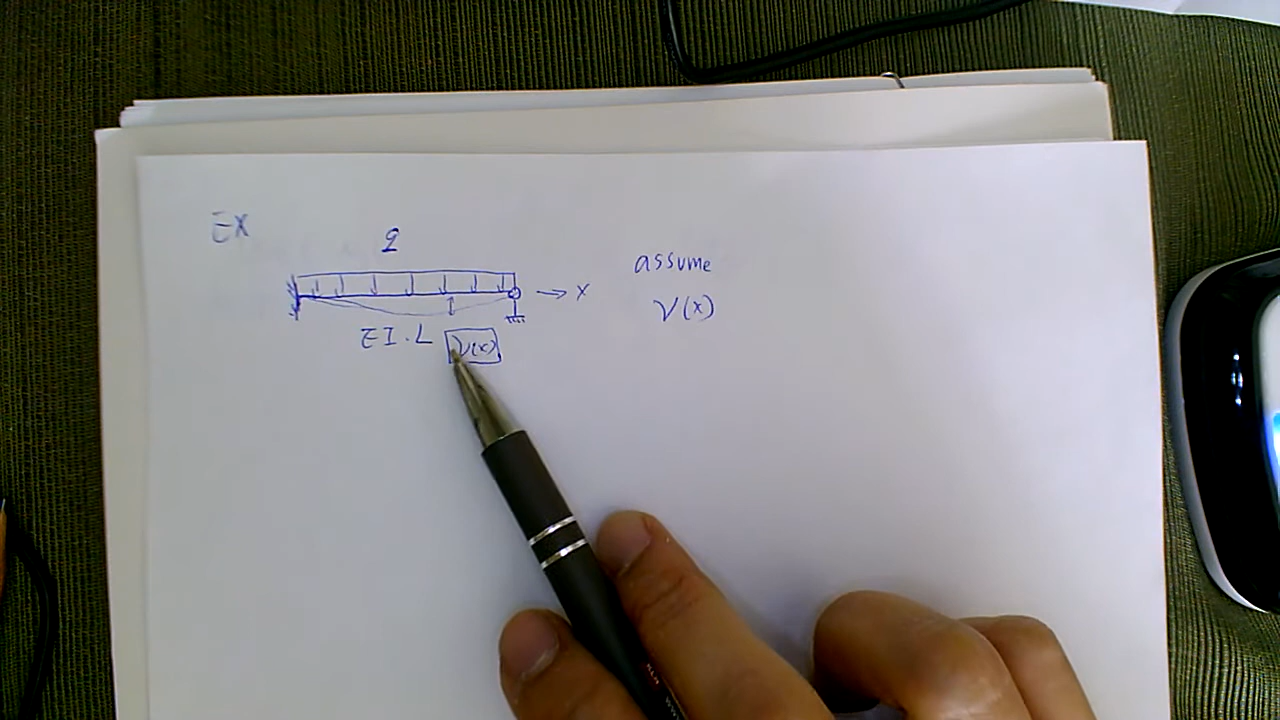 EX
q
x
EI.L
V(x)
assume
V(x)